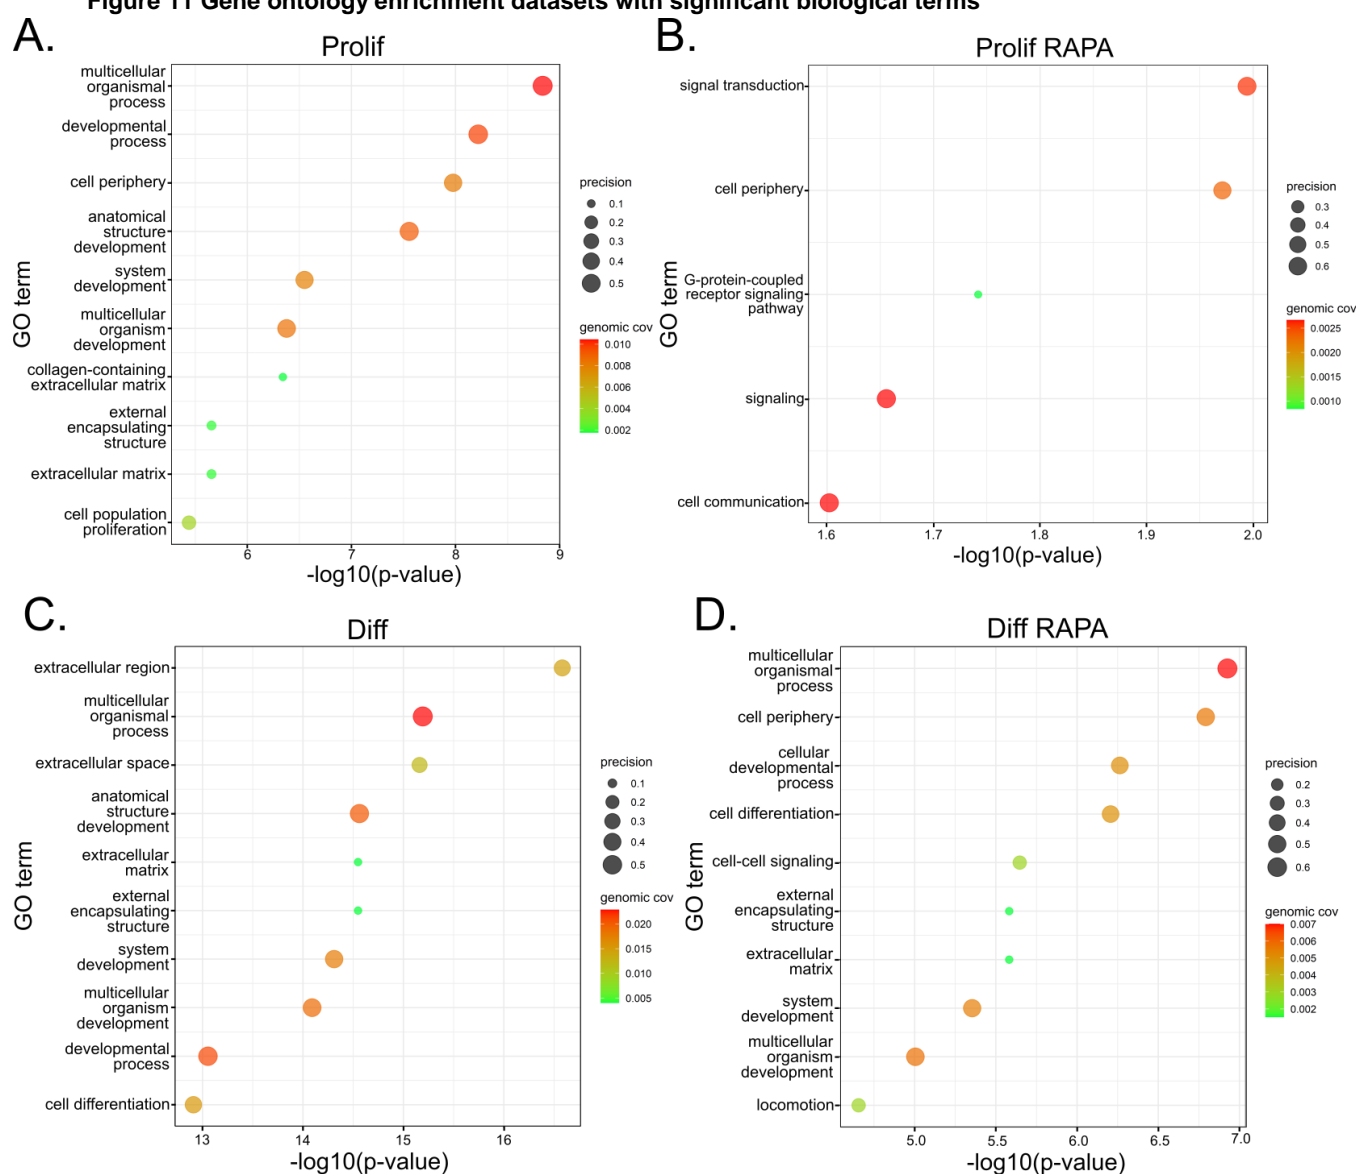 Figure 11 Gene ontology enrichment datasets with significant biological terms
A.
Prolif
GO term
multicellular
organismal
process
developmental
process
cell periphery
anatomical
structure
development
system
development
multicellular
organism
development
collagen-containing
extracellular matrix
external
encapsulating
structure
extracellular matrix
cell population
proliferation
6 7 8 9
-log10(p-value)
precision
0.1
0.2
0.3
0.4
0.5
genomic cov
0.010
0.008
0.006
0.004
0.002
B.
Prolif RAPA
GO term
signal transduction
cell periphery
G-protein-coupled
receptor signaling
pathway
signaling
cell communication
1.6 1.7 1.8 1.9 2.0
-log10(p-value)
precision
0.3
0.4
0.5
0.6
genomic cov
0.0025
0.0020
0.0015
0.0010
C.
Diff
GO term
extracellular region
multicellular
organismal
process
extracellular space
anatomical
structure
development
extracellular
matrix
external
encapsulating
structure
system
development
multicellular
organism
development
developmental
process
cell differentiation
13 14 15 16
-log10(p-value)
precision
0.1
0.2
0.3
0.4
0.5
genomic cov
0.020
0.015
0.010
0.005
D.
Diff RAPA
GO term
multicellular
organismal
process
cell periphery
cellular
developmental
process
cell differentiation
cell-cell signaling
external
encapsulating
structure
extracellular
matrix
system
development
multicellular
organism
development
locomotion
5.0 5.5 6.0 6.5 7.0
-log10(p-value)
precision
0.2
0.3
0.4
0.5
0.6
genomic cov
0.007
0.006
0.005
0.004
0.003
0.002